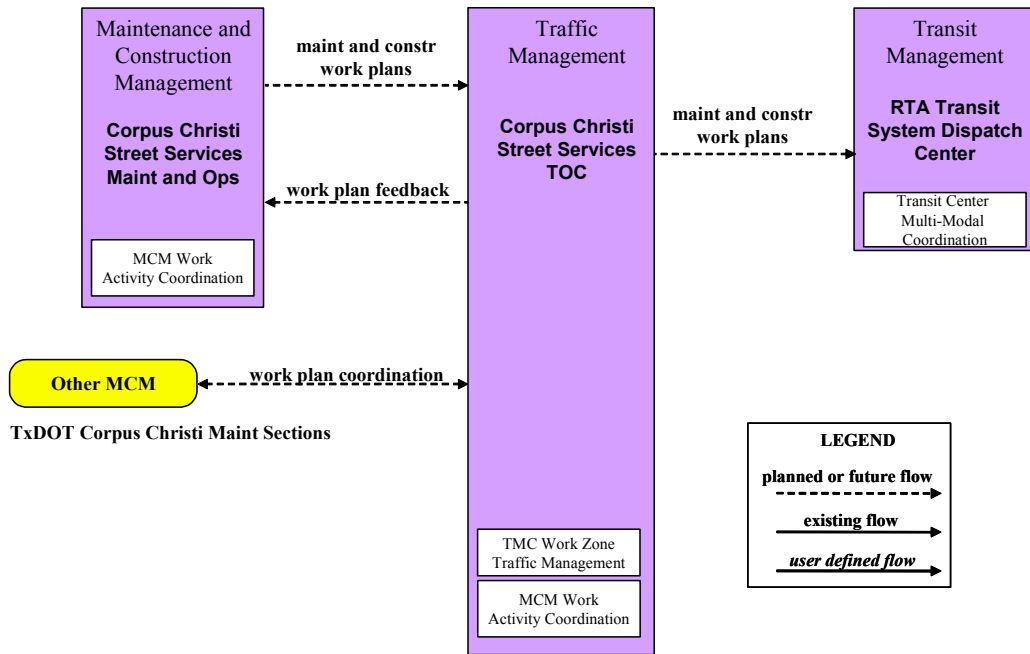 Maintenance and
Construction
Management
Corpus Christi
Street Services
Maint and Ops
MCM Work
Activity Coordination
maint and constr
work plans
work plan feedback
Traffic
Management
Corpus Christi
Street Services
TOC
TMC Work Zone
Traffic Management
MCM Work
Activity Coordination
maint and constr
work plans
Transit
Management
RTA Transit
System Dispatch
Center
Transit Center
Multi-Modal
Coordination
Other MCM
work plan coordination
TxDOT Corpus Christi Maint Sections
LEGEND
planned or future flow
existing flow
user defined flow